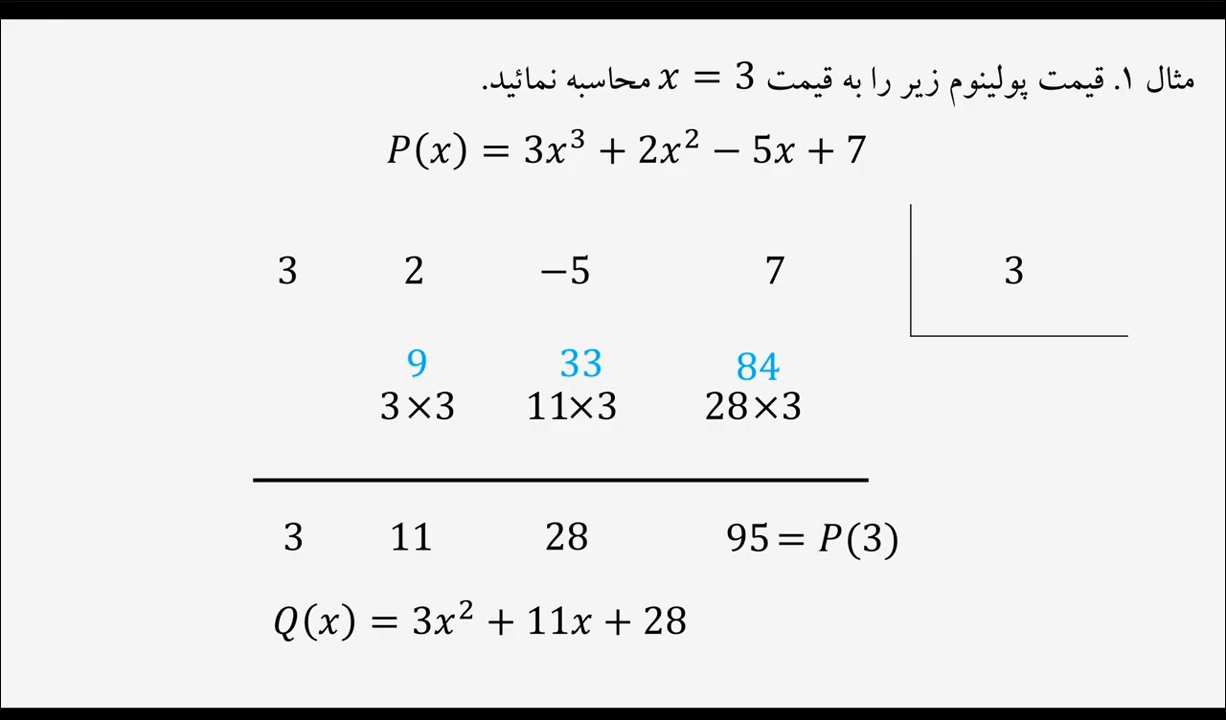 مثال ۱. قیمت پولینوم زیر را به قیمت x = 3 محاسبه نمائید.
P(x) = 3x³ + 2x² − 5x + 7
3 2 −5 7 3
9 33 84
3×3 11×3 28×3
3 11 28 95 = P(3)
Q(x) = 3x² + 11x + 28